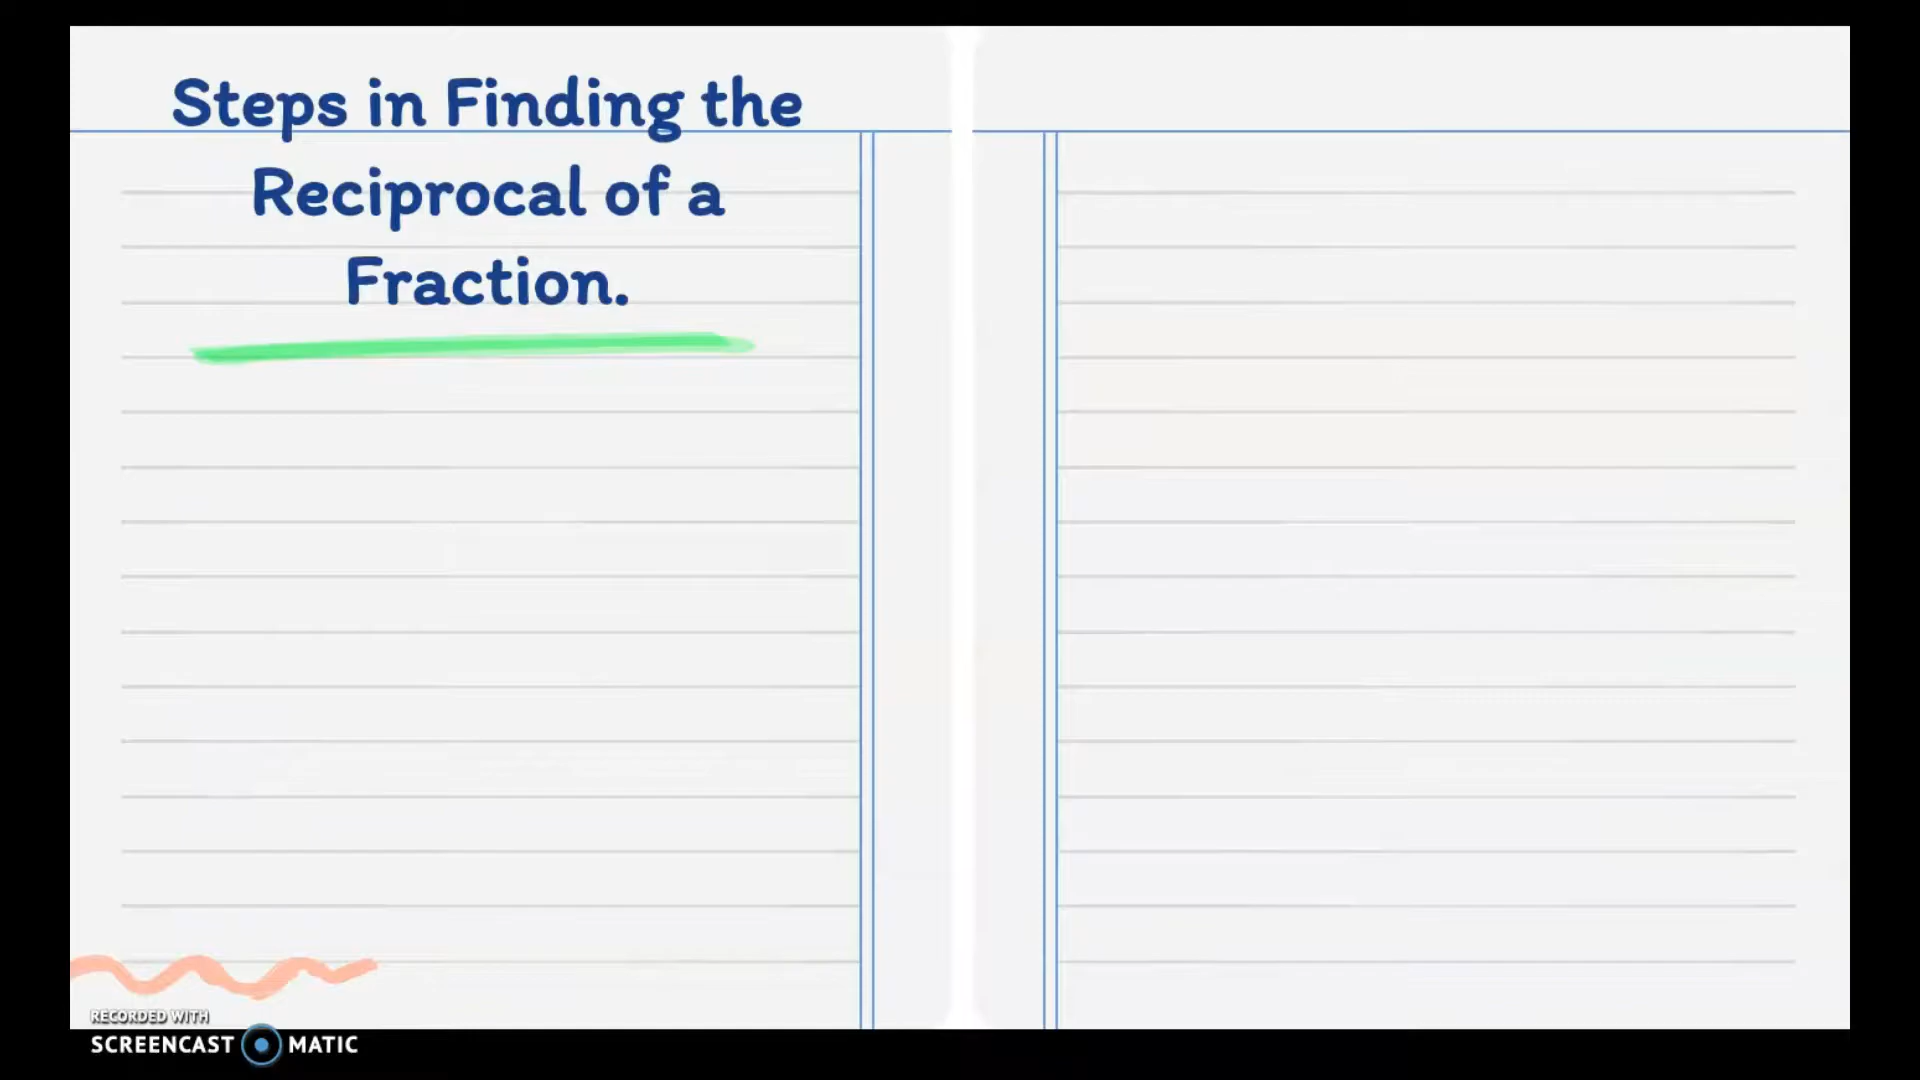 Steps in Finding the
Reciprocal of a
Fraction.
RECORDED WITH
SCREENCAST MATIC